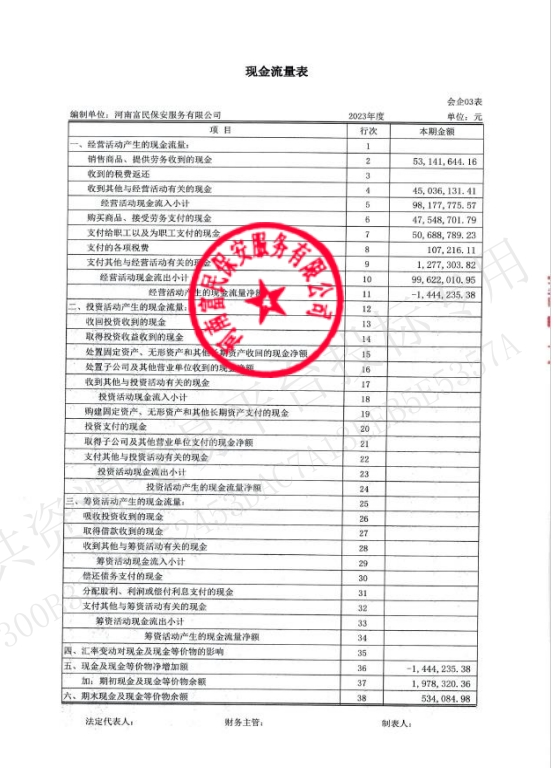 现金流量表
会企03表
编制单位：河南富民保安服务有限公司 2023年度 单位：元
项 目 行次 本期金额
一、经营活动产生的现金流量： 1
销售商品、提供劳务收到的现金 2 53,141,644.16
收到的税费返还 3
收到其他与经营活动有关的现金 4 45,036,131.41
经营活动现金流入小计 5 98,177,775.57
购买商品、接受劳务支付的现金 6 47,548,701.79
支付给职工以及为职工支付的现金 7 50,688,789.23
支付的各项税费 8 107,216.11
支付其他与经营活动有关的现金 9 1,277,303.82
经营活动现金流出小计 10 99,622,010.95
经营活动产生的现金流量净额 11 -1,444,235.38
二、投资活动产生的现金流量： 12
收回投资收到的现金 13
取得投资收益收到的现金 14
处置固定资产、无形资产和其他长期资产收回的现金净额 15
处置子公司及其他营业单位收到的现金净额 16
收到其他与投资活动有关的现金 17
投资活动现金流入小计 18
购建固定资产、无形资产和其他长期资产支付的现金 19
投资支付的现金 20
取得子公司及其他营业单位支付的现金净额 21
支付其他与投资活动有关的现金 22
投资活动现金流出小计 23
投资活动产生的现金流量净额 24
三、筹资活动产生的现金流量： 25
吸收投资收到的现金 26
取得借款收到的现金 27
收到其他与筹资活动有关的现金 28
筹资活动现金流入小计 29
偿还债务支付的现金 30
分配股利、利润或偿付利息支付的现金 31
支付其他与筹资活动有关的现金 32
筹资活动现金流出小计 33
筹资活动产生的现金流量净额 34
四、汇率变动对现金及现金等价物的影响 35
五、现金及现金等价物净增加额 36 -1,444,235.38
加：期初现金及现金等价物余额 37 1,978,320.36
六、期末现金及现金等价物余额 38 534,084.98
法定代表人： 财务主管： 制表人：
河南富民保安服务有限公司